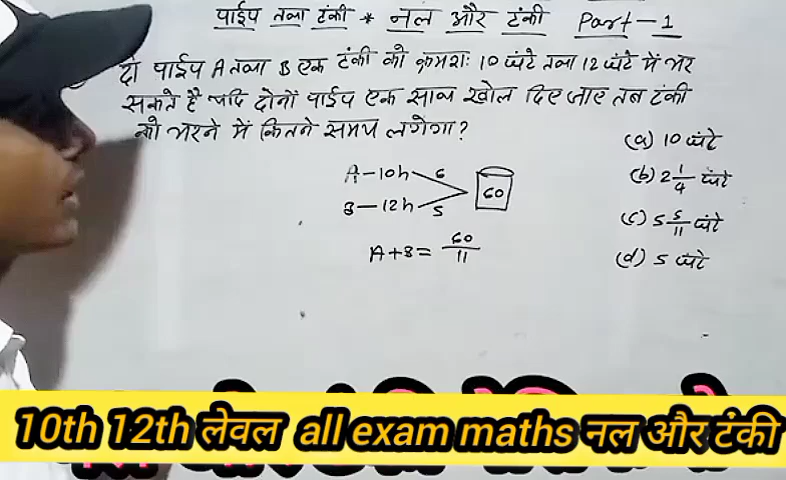 पाईप तथा टंकी * नल और टंकी Part-1
दो पाईप A तथा B एक टंकी को क्रमश: 10 घंटे तथा 12 घंटे में भर
सकते है यदि दोनों पाईप एक साथ खोल दिए जाए तब टंकी
को भरने में कितने समय लगेगा?
(a) 10 घंटे
(b) 2 1/4 घंटे
(c) 5 5/11 घंटे
(d) 5 घंटे
A-10h 6
60
B-12h 5
A+B= 60/11
10th 12th लेवल all exam maths नल और टंकी